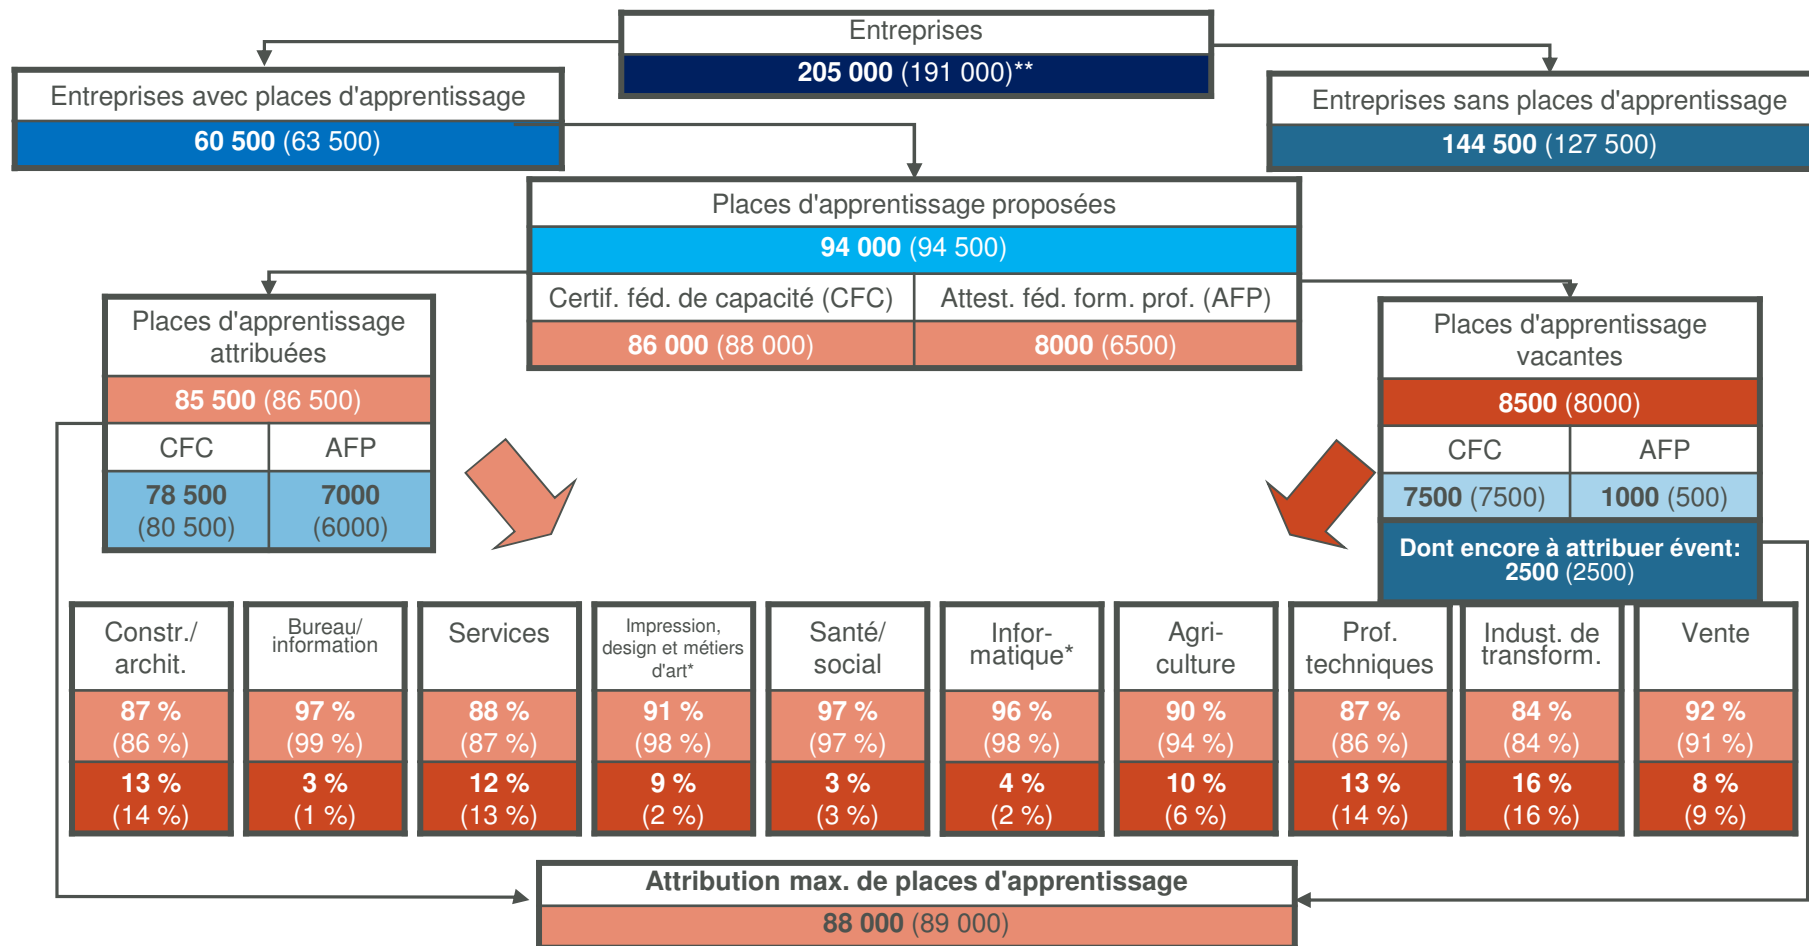 Entreprises
205 000 (191 000)**
Entreprises avec places d'apprentissage
60 500 (63 500)
Entreprises sans places d'apprentissage
144 500 (127 500)
Places d'apprentissage proposées
94 000 (94 500)
Certif. féd. de capacité (CFC)
Attest. féd. form. prof. (AFP)
86 000 (88 000)
8000 (6500)
Places d'apprentissage
attribuées
85 500 (86 500)
CFC
AFP
78 500
(80 500)
7000
(6000)
Places d'apprentissage
vacantes
8500 (8000)
CFC
AFP
7500 (7500)
1000 (500)
Dont encore à attribuer évent:
2500 (2500)
Constr./
archit.
87 %
(86 %)
13 %
(14 %)
Bureau/
information
97 %
(99 %)
3 %
(1 %)
Services
88 %
(87 %)
12 %
(13 %)
Impression,
design et métiers
d'art*
91 %
(98 %)
9 %
(2 %)
Santé/
social
97 %
(97 %)
3 %
(3 %)
Infor-
matique*
96 %
(98 %)
4 %
(2 %)
Agri-
culture
90 %
(94 %)
10 %
(6 %)
Prof.
techniques
87 %
(86 %)
13 %
(14 %)
Indust. de
transform.
84 %
(84 %)
16 %
(16 %)
Vente
92 %
(91 %)
8 %
(9 %)
Attribution max. de places d'apprentissage
88 000 (89 000)